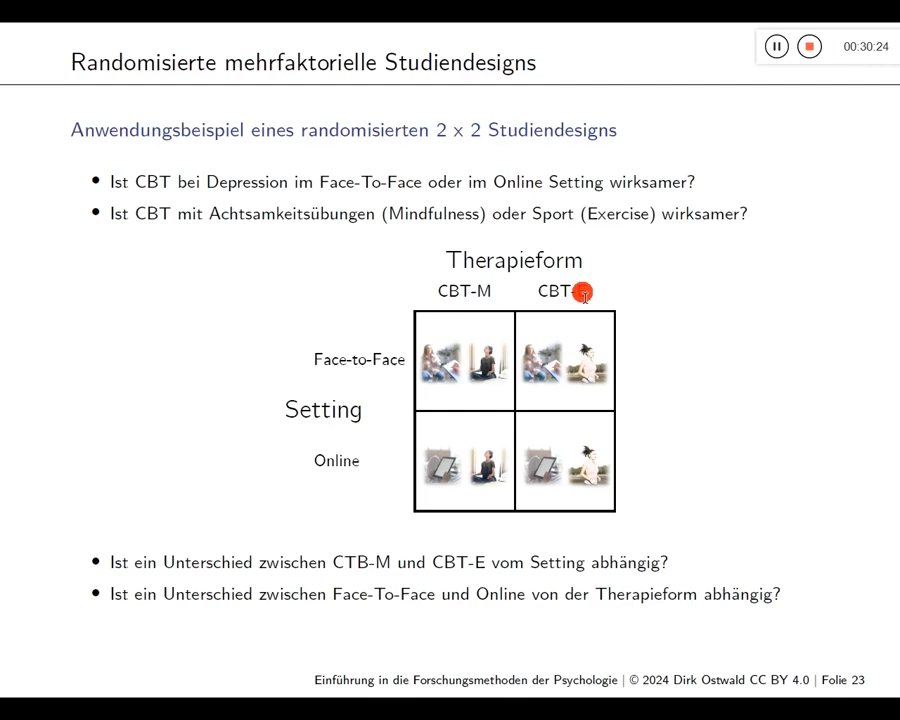 Randomisierte mehrfaktorielle Studiendesigns
00:30:24
Anwendungsbeispiel eines randomisierten 2 x 2 Studiendesigns
• Ist CBT bei Depression im Face-To-Face oder im Online Setting wirksamer?
• Ist CBT mit Achtsamkeitsübungen (Mindfulness) oder Sport (Exercise) wirksamer?
Therapieform
CBT-M CBT-
Face-to-Face
Setting
Online
• Ist ein Unterschied zwischen CTB-M und CBT-E vom Setting abhängig?
• Ist ein Unterschied zwischen Face-To-Face und Online von der Therapieform abhängig?
Einführung in die Forschungsmethoden der Psychologie | © 2024 Dirk Ostwald CC BY 4.0 | Folie 23